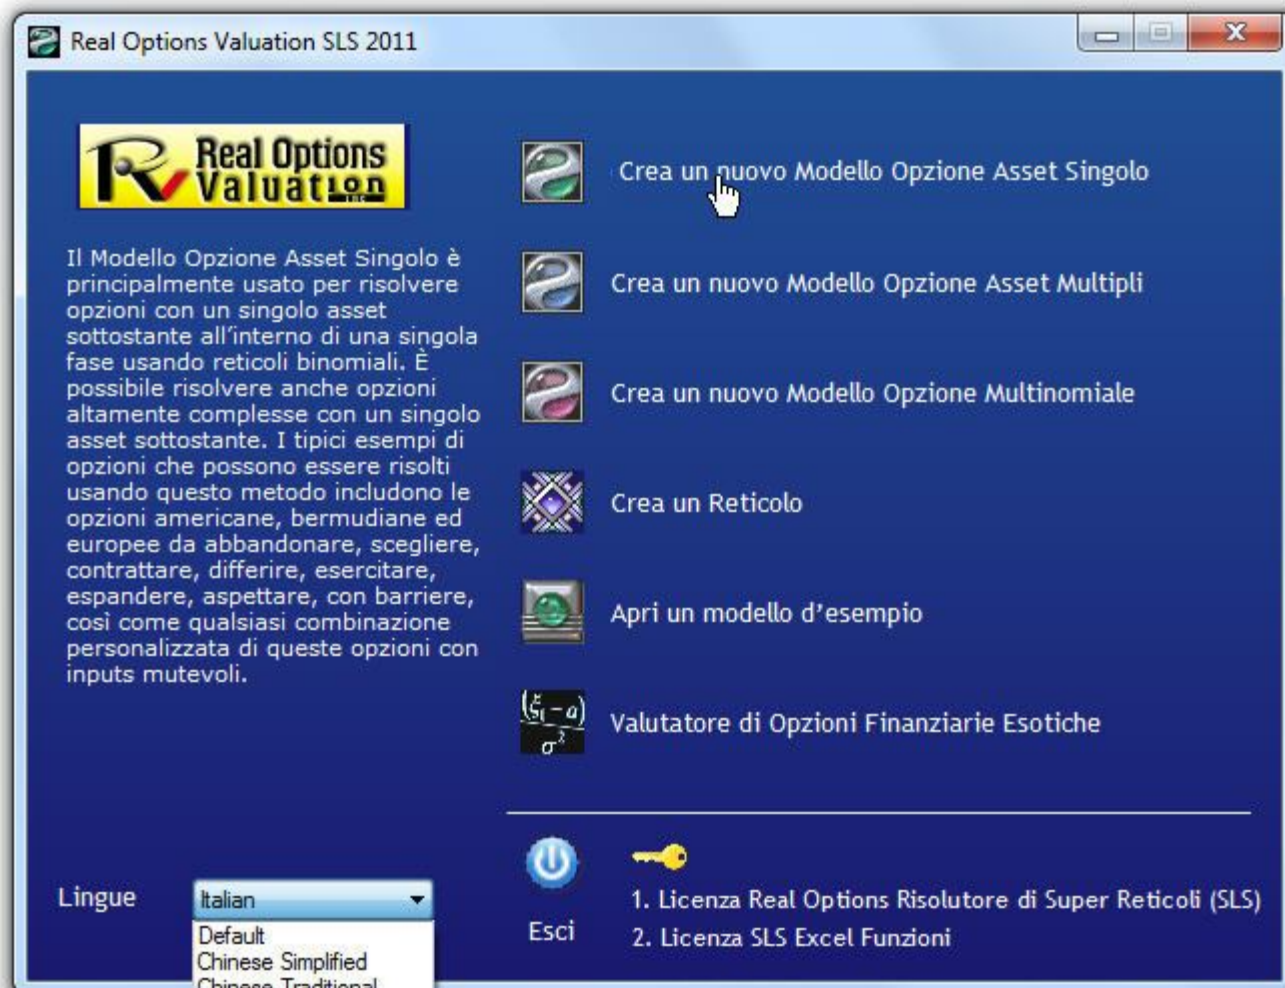 Real Options Valuation SLS 2011
Real Options
Valuation
Il Modello Opzione Asset Singolo è
principalmente usato per risolvere
opzioni con un singolo asset
sottostante all'interno di una singola
fase usando reticoli binomiali. È
possibile risolvere anche opzioni
altamente complesse con un singolo
asset sottostante. I tipici esempi di
opzioni che possono essere risolti
usando questo metodo includono le
opzioni americane, bermudiane ed
europee da abbandonare, scegliere,
contrattare, differire, esercitare,
espandere, aspettare, con barriere,
così come qualsiasi combinazione
personalizzata di queste opzioni con
inputs mutevoli.
Crea un nuovo Modello Opzione Asset Singolo
Crea un nuovo Modello Opzione Asset Multipli
Crea un nuovo Modello Opzione Multinomiale
Crea un Reticolo
Apri un modello d'esempio
Valutatore di Opzioni Finanziarie Esotiche
Lingue
Italian
Default
Chinese Simplified
Chinese Traditional
Esci
1. Licenza Real Options Risolutore di Super Reticoli (SLS)
2. Licenza SLS Excel Funzioni